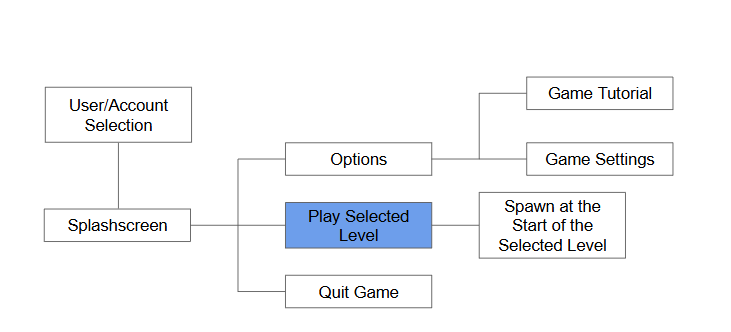 User/Account
Selection
Splashscreen
Options
Play Selected
Level
Quit Game
Game Tutorial
Game Settings
Spawn at the
Start of the
Selected Level